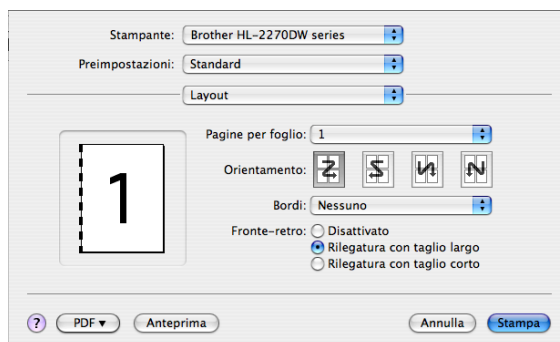 Stampante: Brother HL-2270DW series
Preimpostazioni: Standard
Layout
Pagine per foglio: 1
Orientamento:
Bordi: Nessuno
Fronte-retro: Disattivato
Rilegatura con taglio largo
Rilegatura con taglio corto
1
? PDF ▼ Anteprima Annulla Stampa